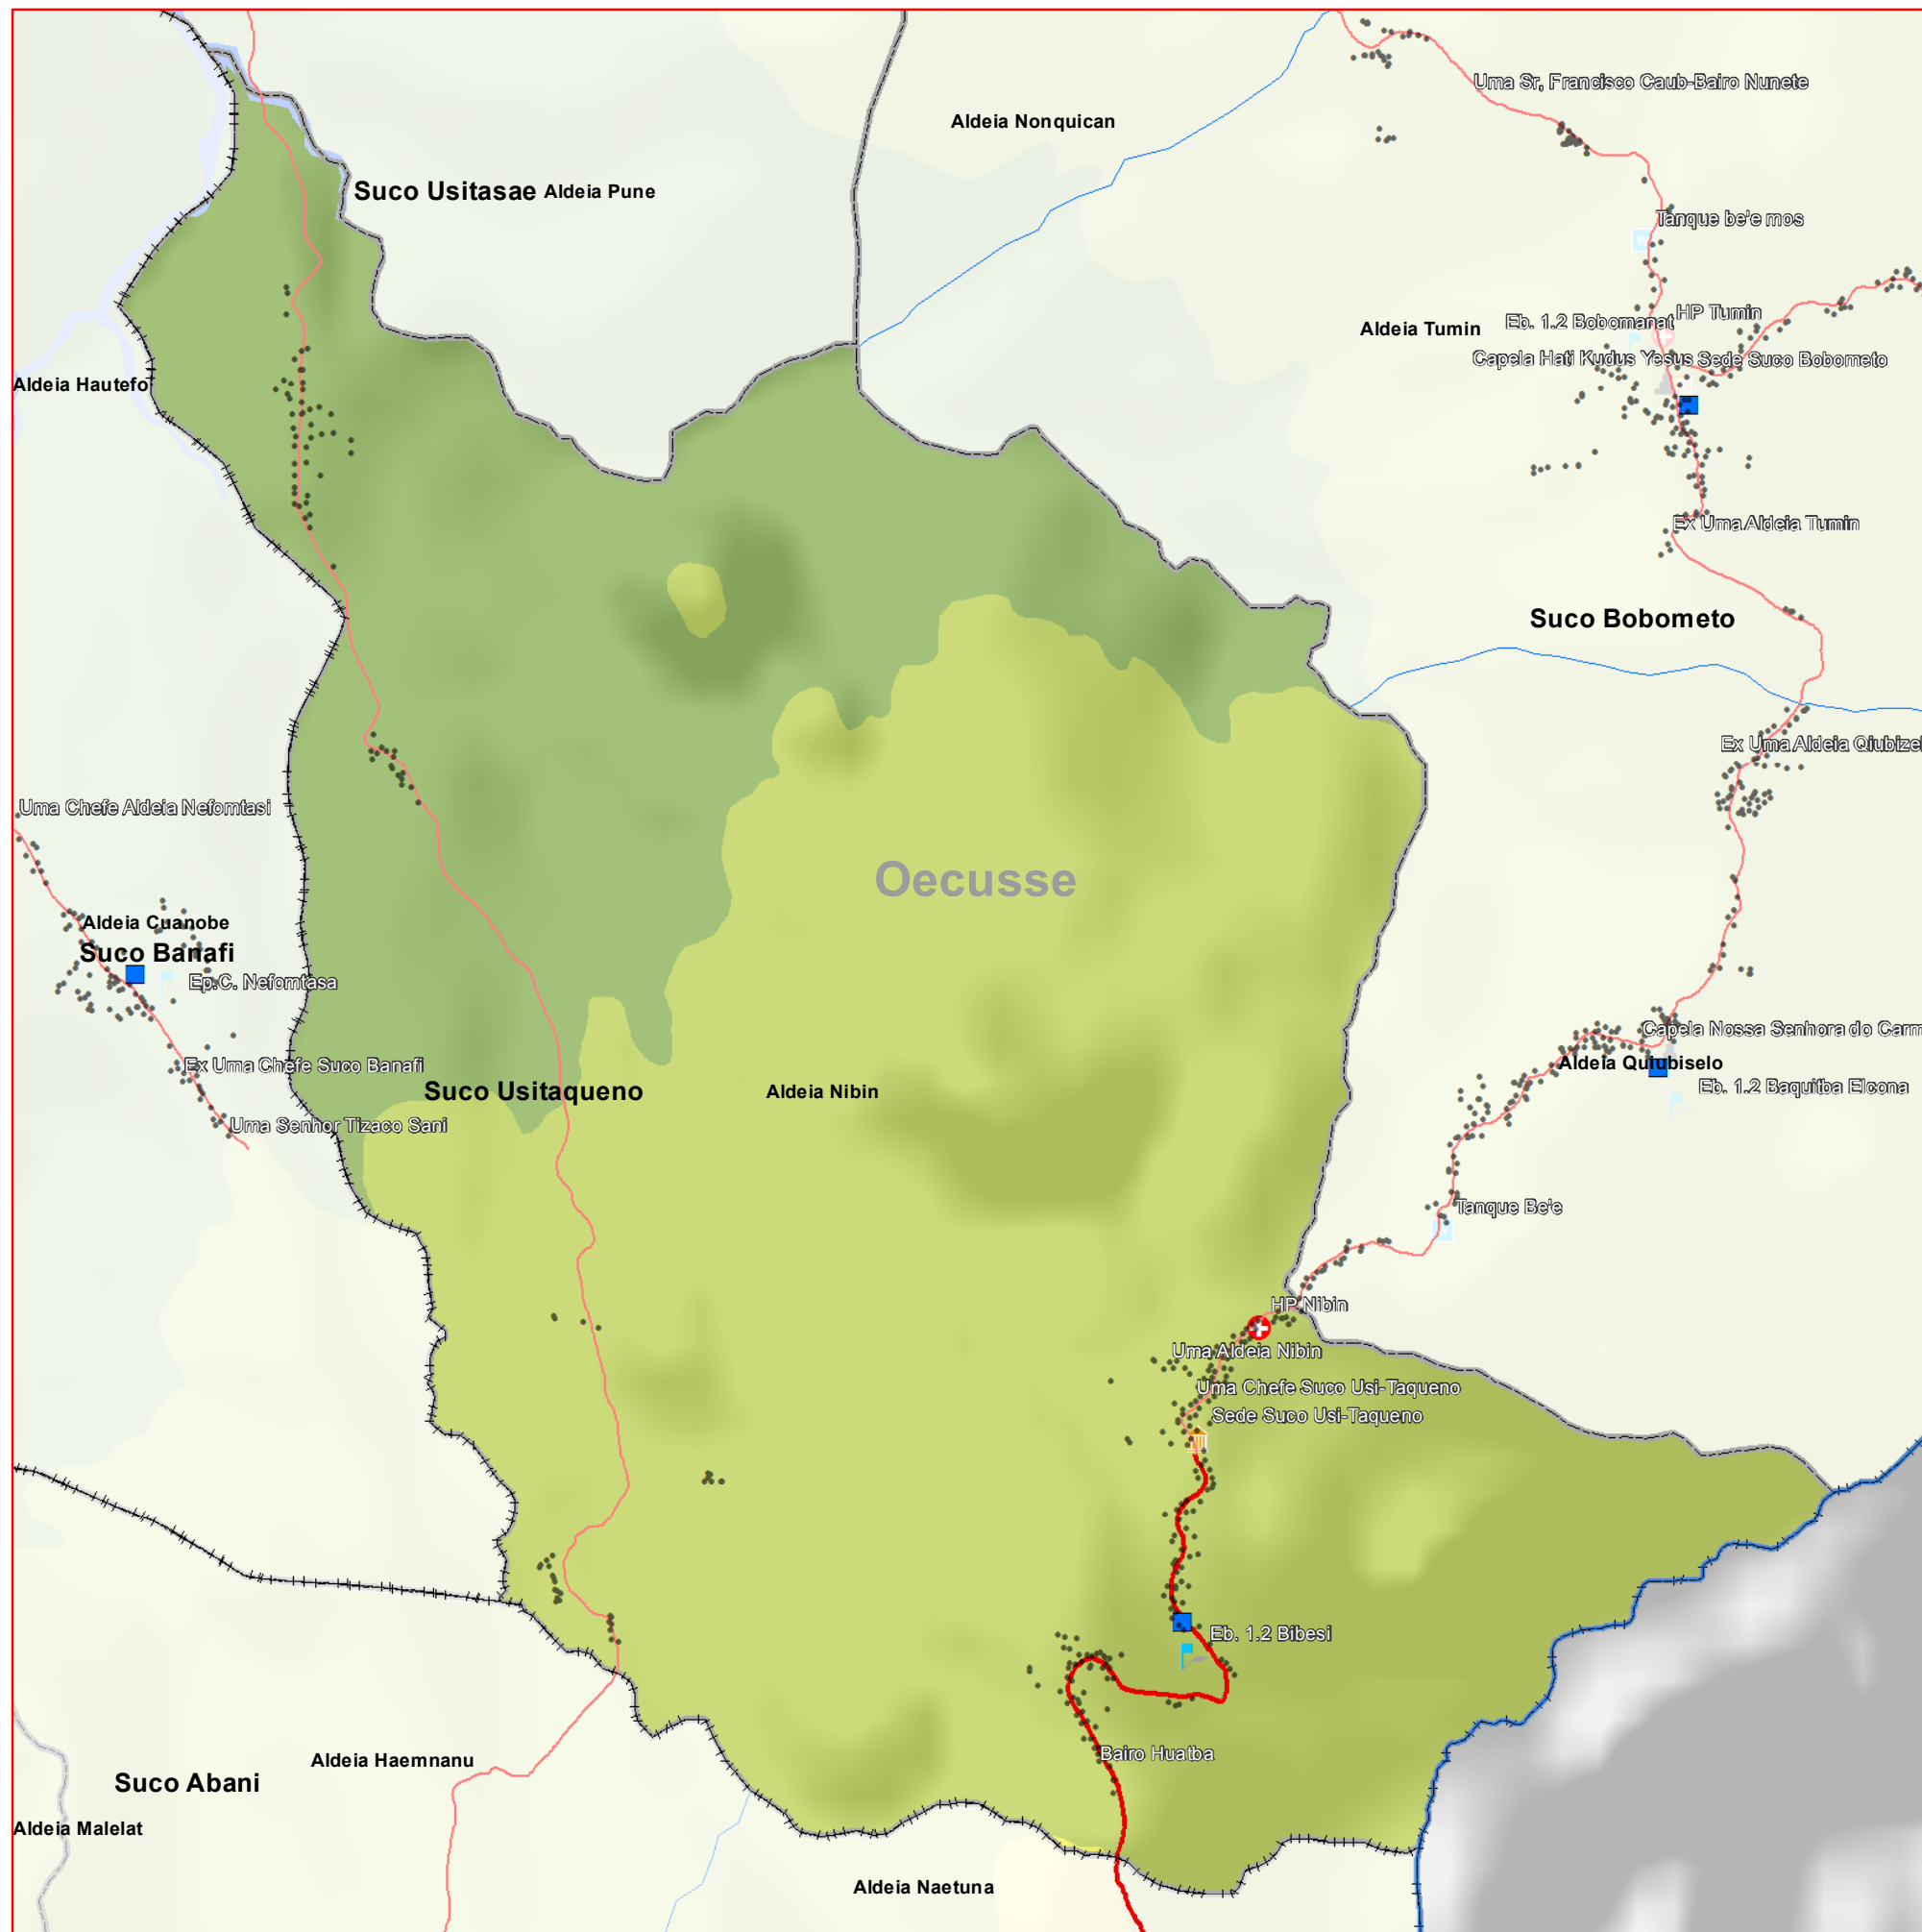 Uma Sr, Francisco Caub-Bairo Nunete
Aldeia Nonquican
Suco Usitasae Aldeia Pune
Tanque be'e mos
HP Tumin
Eb. 1.2 Bobomanat
Aldeia Tumin
Capela Hati Kudus Yesus Sede Suco Bobometo
Aldeia Hautefo
Ex Uma Aldeia Tumin
Suco Bobometo
Ex Uma Aldeia Qiubizel
Uma Chefe Aldeia Nefomtasi
Oecusse
Aldeia Cuanobe
Suco Banafi
Ep.C. Nefomtasa
Capela Nossa Senhora do Carm
Ex Uma Chefe Suco Banafi
Aldeia Quiubiselo
Suco Usitaqueno
Aldeia Nibin
Eb. 1.2 Baquitba Elcona
Uma Senhor Tizaco Sani
Tanque Be'e
HP Nibin
Uma Aldeia Nibin
Uma Chefe Suco Usi-Taqueno
Sede Suco Usi-Taqueno
Eb. 1.2 Bibesi
Bairo Huatba
Aldeia Haemnanu
Suco Abani
Aldeia Malelat
Aldeia Naetuna